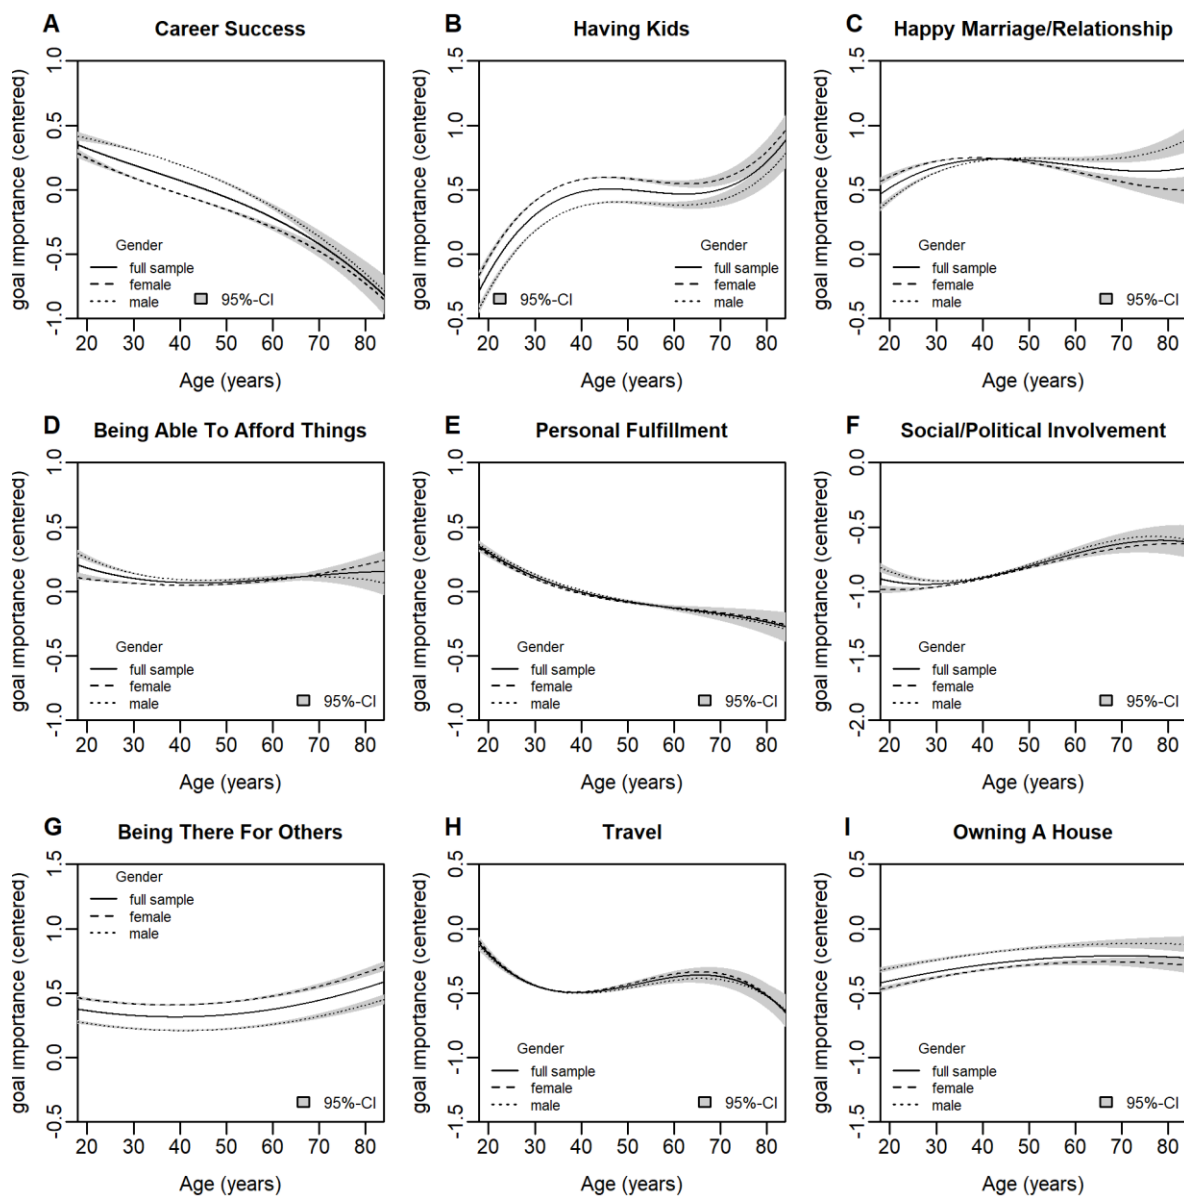 A Career Success
goal importance (centered)
1.0
0.5
0.0
-0.5
-1.0
Gender
full sample
female
male
95%-CI
20 30 40 50 60 70 80
Age (years)
B Having Kids
goal importance (centered)
1.5
1.0
0.5
0.0
-0.5
Gender
full sample
female
male
95%-CI
20 30 40 50 60 70 80
Age (years)
C Happy Marriage/Relationship
goal importance (centered)
1.5
1.0
0.5
0.0
-0.5
Gender
full sample
female
male
95%-CI
20 30 40 50 60 70 80
Age (years)
D Being Able To Afford Things
goal importance (centered)
1.0
0.5
0.0
-0.5
-1.0
Gender
full sample
female
male
95%-CI
20 30 40 50 60 70 80
Age (years)
E Personal Fulfillment
goal importance (centered)
1.0
0.5
0.0
-0.5
-1.0
Gender
full sample
female
male
95%-CI
20 30 40 50 60 70 80
Age (years)
F Social/Political Involvement
goal importance (centered)
0.0
-0.5
-1.0
-1.5
-2.0
Gender
full sample
female
male
95%-CI
20 30 40 50 60 70 80
Age (years)
G Being There For Others
goal importance (centered)
1.5
1.0
0.5
0.0
-0.5
Gender
full sample
female
male
95%-CI
20 30 40 50 60 70 80
Age (years)
H Travel
goal importance (centered)
0.5
0.0
-0.5
-1.0
-1.5
Gender
full sample
female
male
95%-CI
20 30 40 50 60 70 80
Age (years)
I Owning A House
goal importance (centered)
0.5
0.0
-0.5
-1.0
-1.5
Gender
full sample
female
male
95%-CI
20 30 40 50 60 70 80
Age (years)